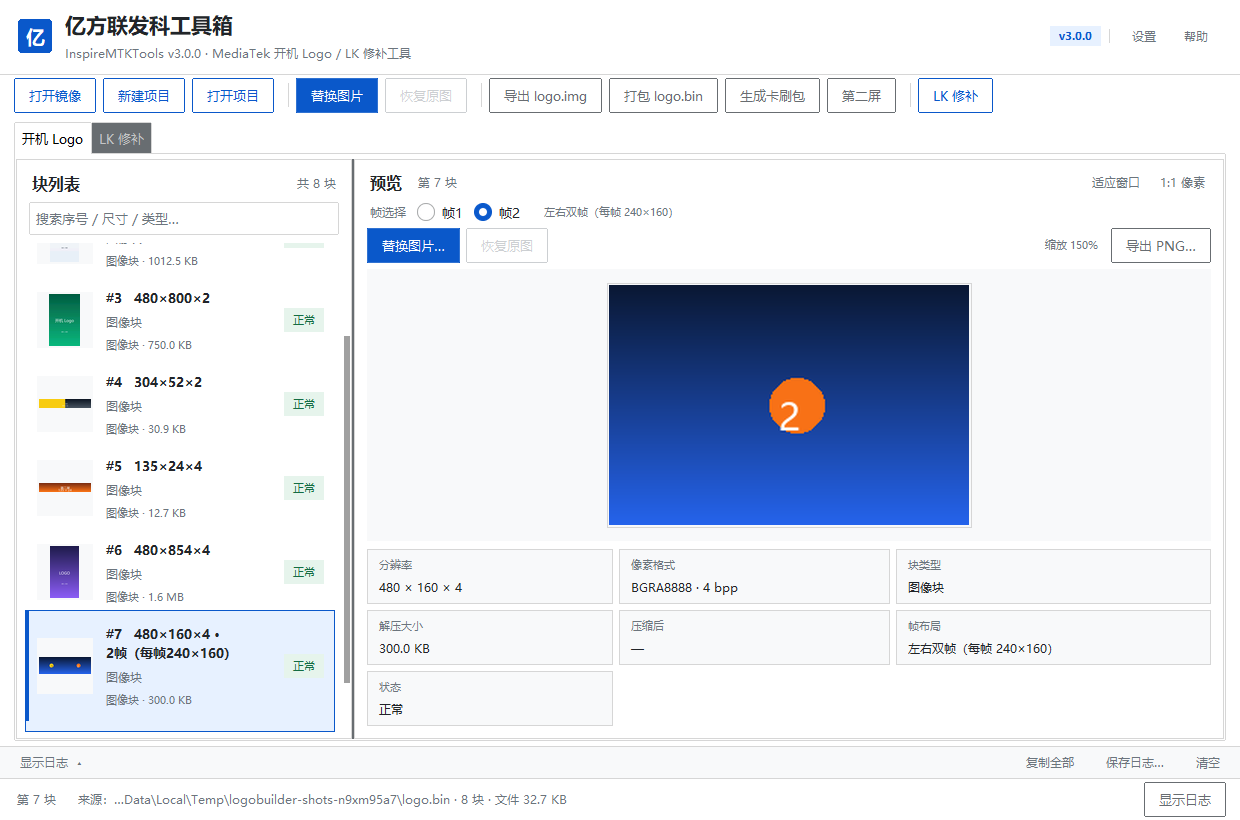 亿
亿方联发科工具箱
InspireMTKTools v3.0.0 · MediaTek 开机 Logo / LK 修补工具
v3.0.0
设置
帮助
打开镜像
新建项目
打开项目
替换图片
恢复原图
导出 logo.img
打包 logo.bin
生成卡刷包
第二屏
LK 修补
开机 Logo
LK 修补
块列表
共 8 块
搜索序号 / 尺寸 / 类型...
图像块 · 1012.5 KB
#3 480×800×2
图像块
图像块 · 750.0 KB
正常
#4 304×52×2
图像块
图像块 · 30.9 KB
正常
#5 135×24×4
图像块
图像块 · 12.7 KB
正常
#6 480×854×4
图像块
图像块 · 1.6 MB
正常
#7 480×160×4 •
2帧（每帧240×160）
图像块
图像块 · 300.0 KB
正常
预览
第 7 块
适应窗口
1:1 像素
帧选择
帧1
帧2
左右双帧（每帧 240×160）
替换图片...
恢复原图
缩放 150%
导出 PNG...
2
分辨率
480 × 160 × 4
像素格式
BGRA8888 · 4 bpp
块类型
图像块
解压大小
300.0 KB
压缩后
—
帧布局
左右双帧（每帧 240×160）
状态
正常
显示日志
复制全部
保存日志...
清空
第 7 块
来源：...Data\Local\Temp\logobuilder-shots-n9xm95a7\logo.bin · 8 块 · 文件 32.7 KB
显示日志